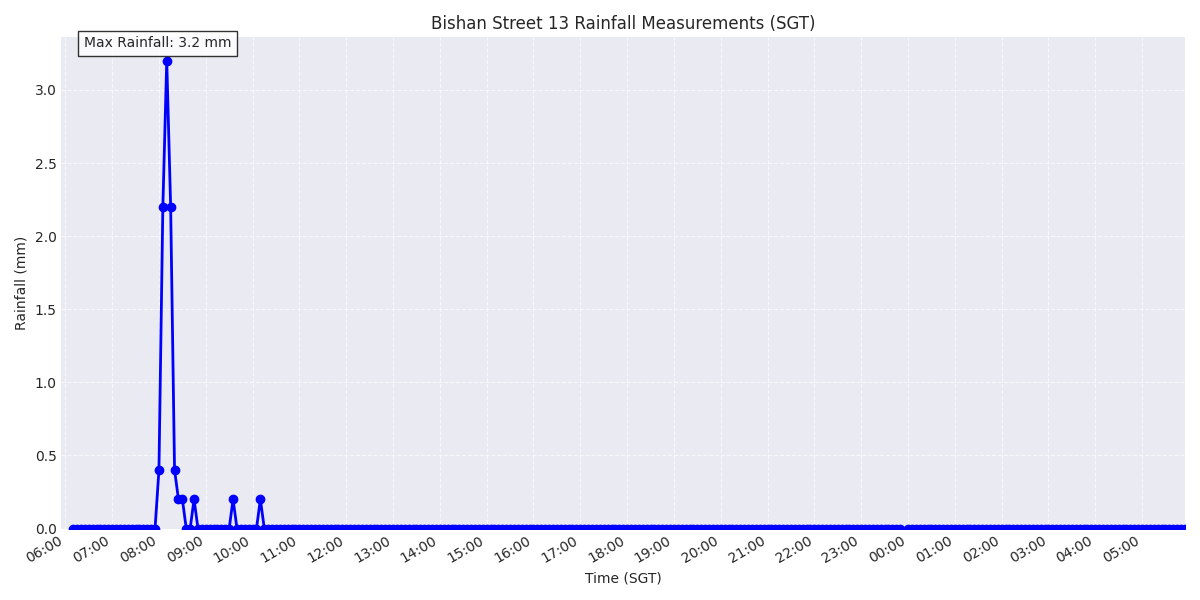 Bishan Street 13 Rainfall Measurements (SGT)
Max Rainfall: 3.2 mm
Rainfall (mm)
3.0
2.5
2.0
1.5
1.0
0.5
0.0
06:00 07:00 08:00 09:00 10:00 11:00 12:00 13:00 14:00 15:00 16:00 17:00 18:00 19:00 20:00 21:00 22:00 23:00 00:00 01:00 02:00 03:00 04:00 05:00
Time (SGT)